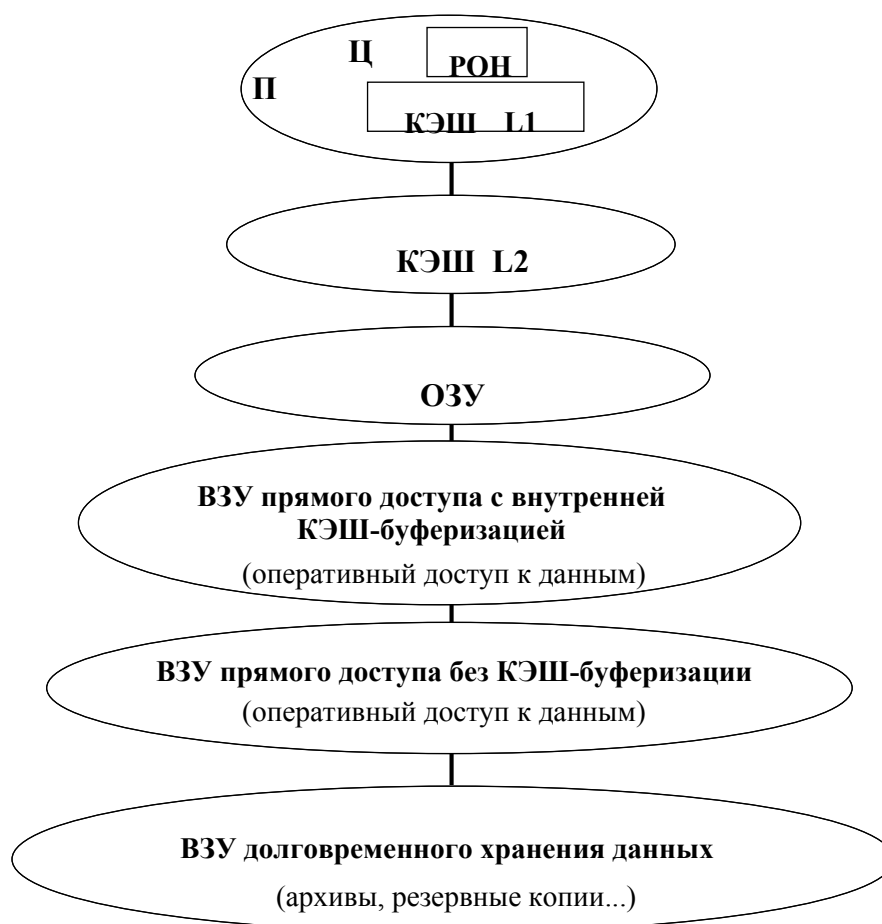 Ц
РОН
П
КЭШ L1
КЭШ L2
ОЗУ
ВЗУ прямого доступа с внутренней
КЭШ-буферизацией
(оперативный доступ к данным)
ВЗУ прямого доступа без КЭШ-буферизации
(оперативный доступ к данным)
ВЗУ долговременного хранения данных
(архивы, резервные копии...)